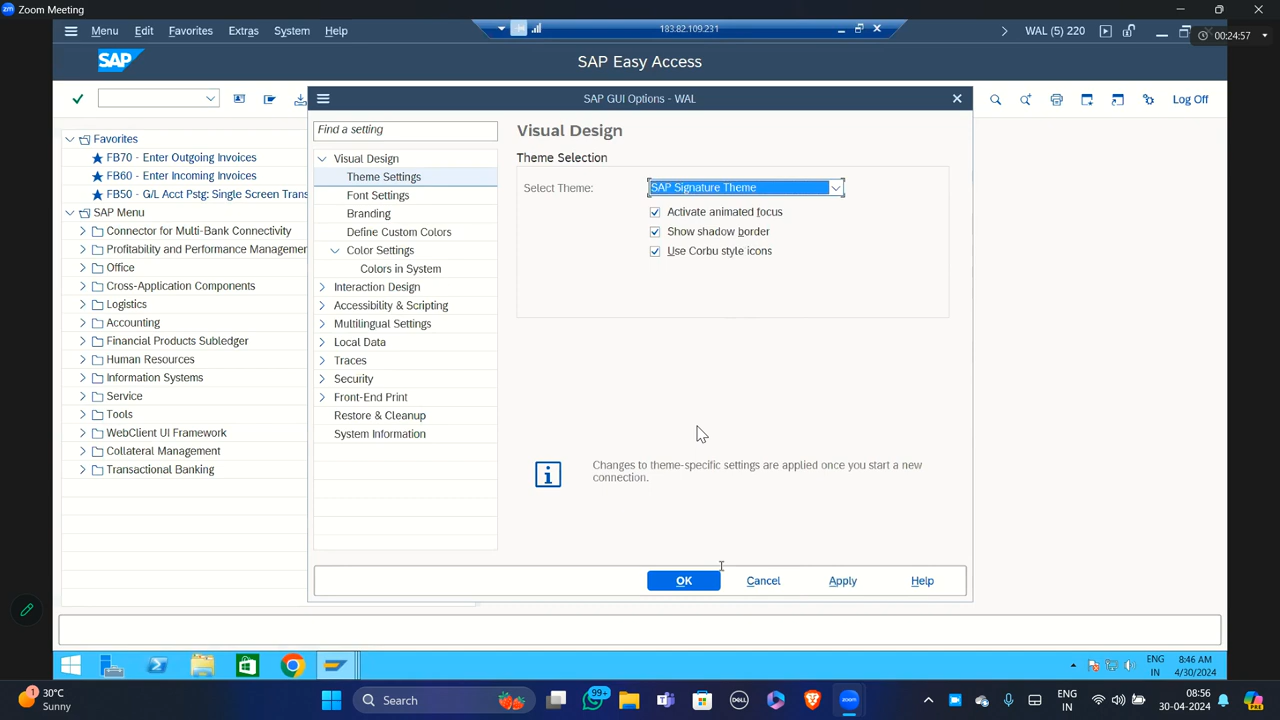 Zoom Meeting
Menu Edit Favorites Extras System Help
183.82.109.231
WAL (5) 220
00:24:57
SAP
SAP Easy Access
SAP GUI Options - WAL
Log Off
Find a setting
Visual Design
Theme Settings
Font Settings
Branding
Define Custom Colors
Color Settings
Colors in System
Interaction Design
Accessibility & Scripting
Multilingual Settings
Local Data
Traces
Security
Front-End Print
Restore & Cleanup
System Information
Visual Design
Theme Selection
Select Theme:
SAP Signature Theme
Activate animated focus
Show shadow border
Use Corbu style icons
Changes to theme-specific settings are applied once you start a new
connection.
OK Cancel Apply Help
Favorites
FB70 - Enter Outgoing Invoices
FB60 - Enter Incoming Invoices
FB50 - G/L Acct Pstg: Single Screen Trans
SAP Menu
Connector for Multi-Bank Connectivity
Profitability and Performance Managemer
Office
Cross-Application Components
Logistics
Accounting
Financial Products Subledger
Human Resources
Information Systems
Service
Tools
WebClient UI Framework
Collateral Management
Transactional Banking
ENG
IN
8:46 AM
4/30/2024
1
30°C
Sunny
Search
99+
DELL
ENG
IN
08:56
30-04-2024
PRE